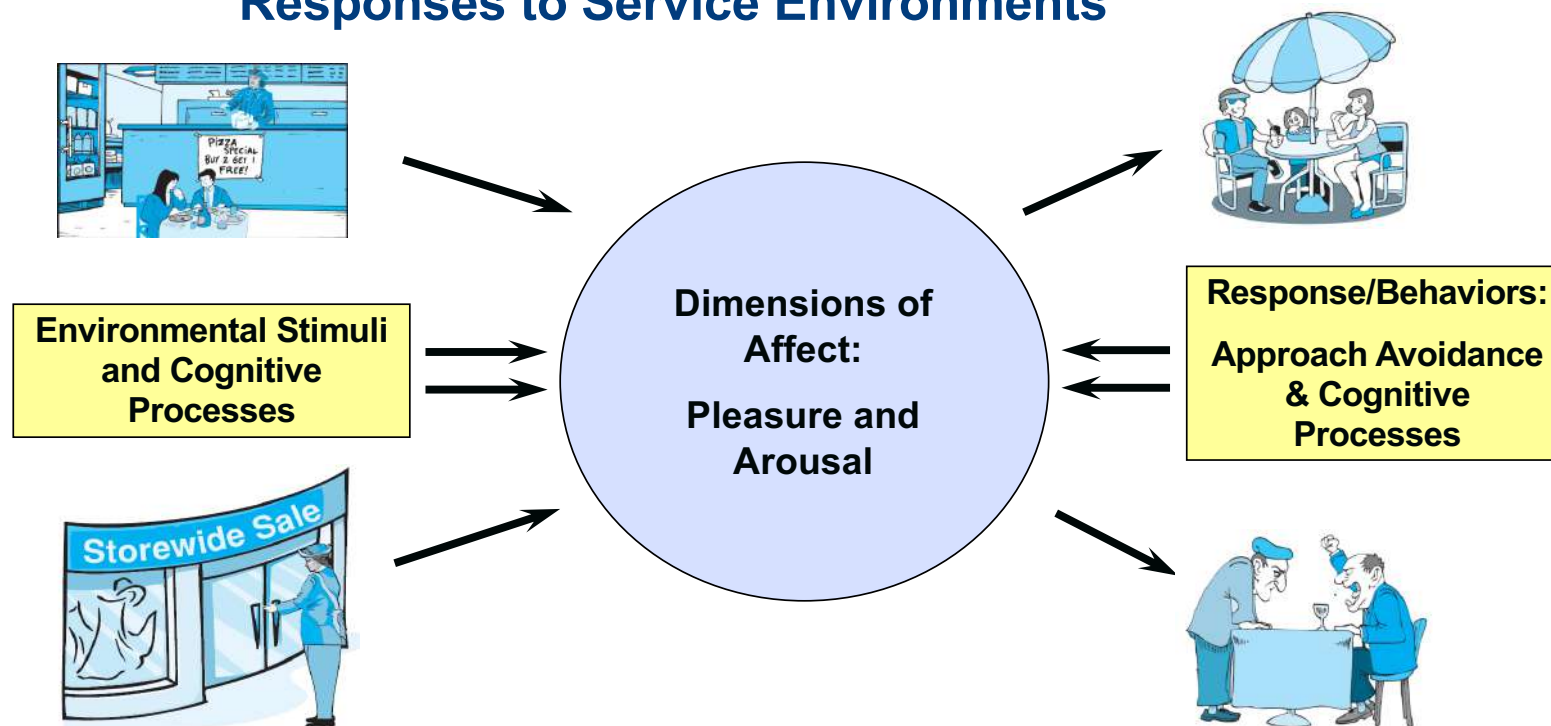 Responses to Service Environments
PIZZA
SPECIAL
BUY 2 GET 1
FREE!
Environmental Stimuli
and Cognitive
Processes
Dimensions of
Affect:
Pleasure and
Arousal
Response/Behaviors:
Approach Avoidance
& Cognitive
Processes
Storewide Sale